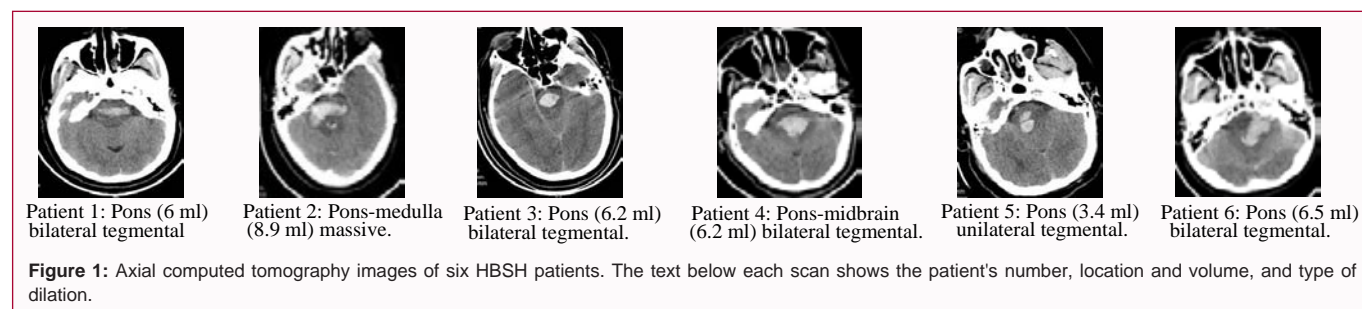 Patient 1: Pons (6 ml)
bilateral tegmental
Patient 2: Pons-medulla
(8.9 ml) massive.
Patient 3: Pons (6.2 ml)
bilateral tegmental.
Patient 4: Pons-midbrain
(6.2 ml) bilateral tegmental.
Patient 5: Pons (3.4 ml)
unilateral tegmental.
Patient 6: Pons (6.5 ml)
bilateral tegmental.
Figure 1: Axial computed tomography images of six HBSH patients. The text below each scan shows the patient's number, location and volume, and type of
dilation.